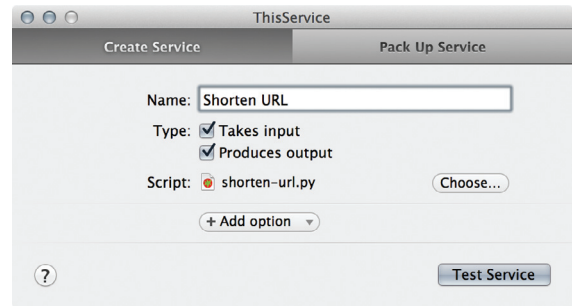 ThisService
Create Service Pack Up Service
Name: Shorten URL
Type: Takes input
Produces output
Script: shorten-url.py Choose...
+ Add option
? Test Service